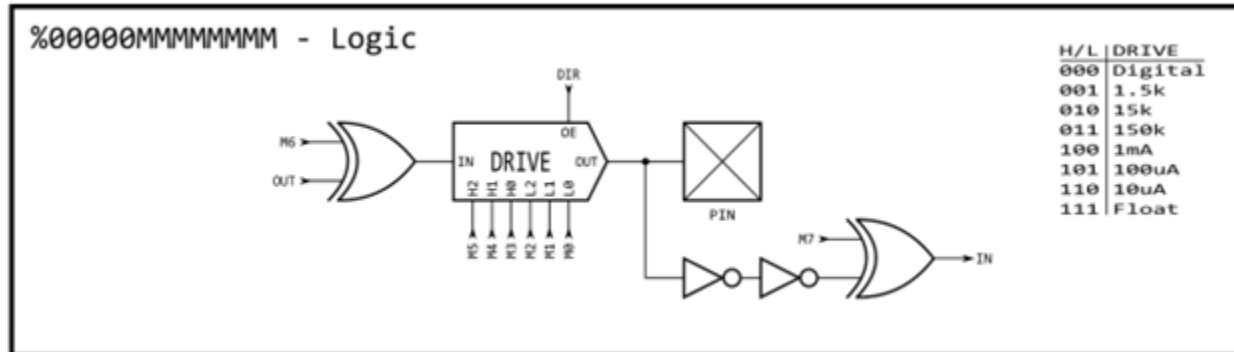 %00000MMMMMMMM - Logic
H/L DRIVE
000 Digital
001 1.5k
010 15k
011 150k
100 1mA
101 100uA
110 10uA
111 Float
DIR
OE
M6
OUT
IN DRIVE OUT
H2 H1 H0 L2 L1 L0
M5 M4 M3 M2 M1 M0
PIN
M7
IN